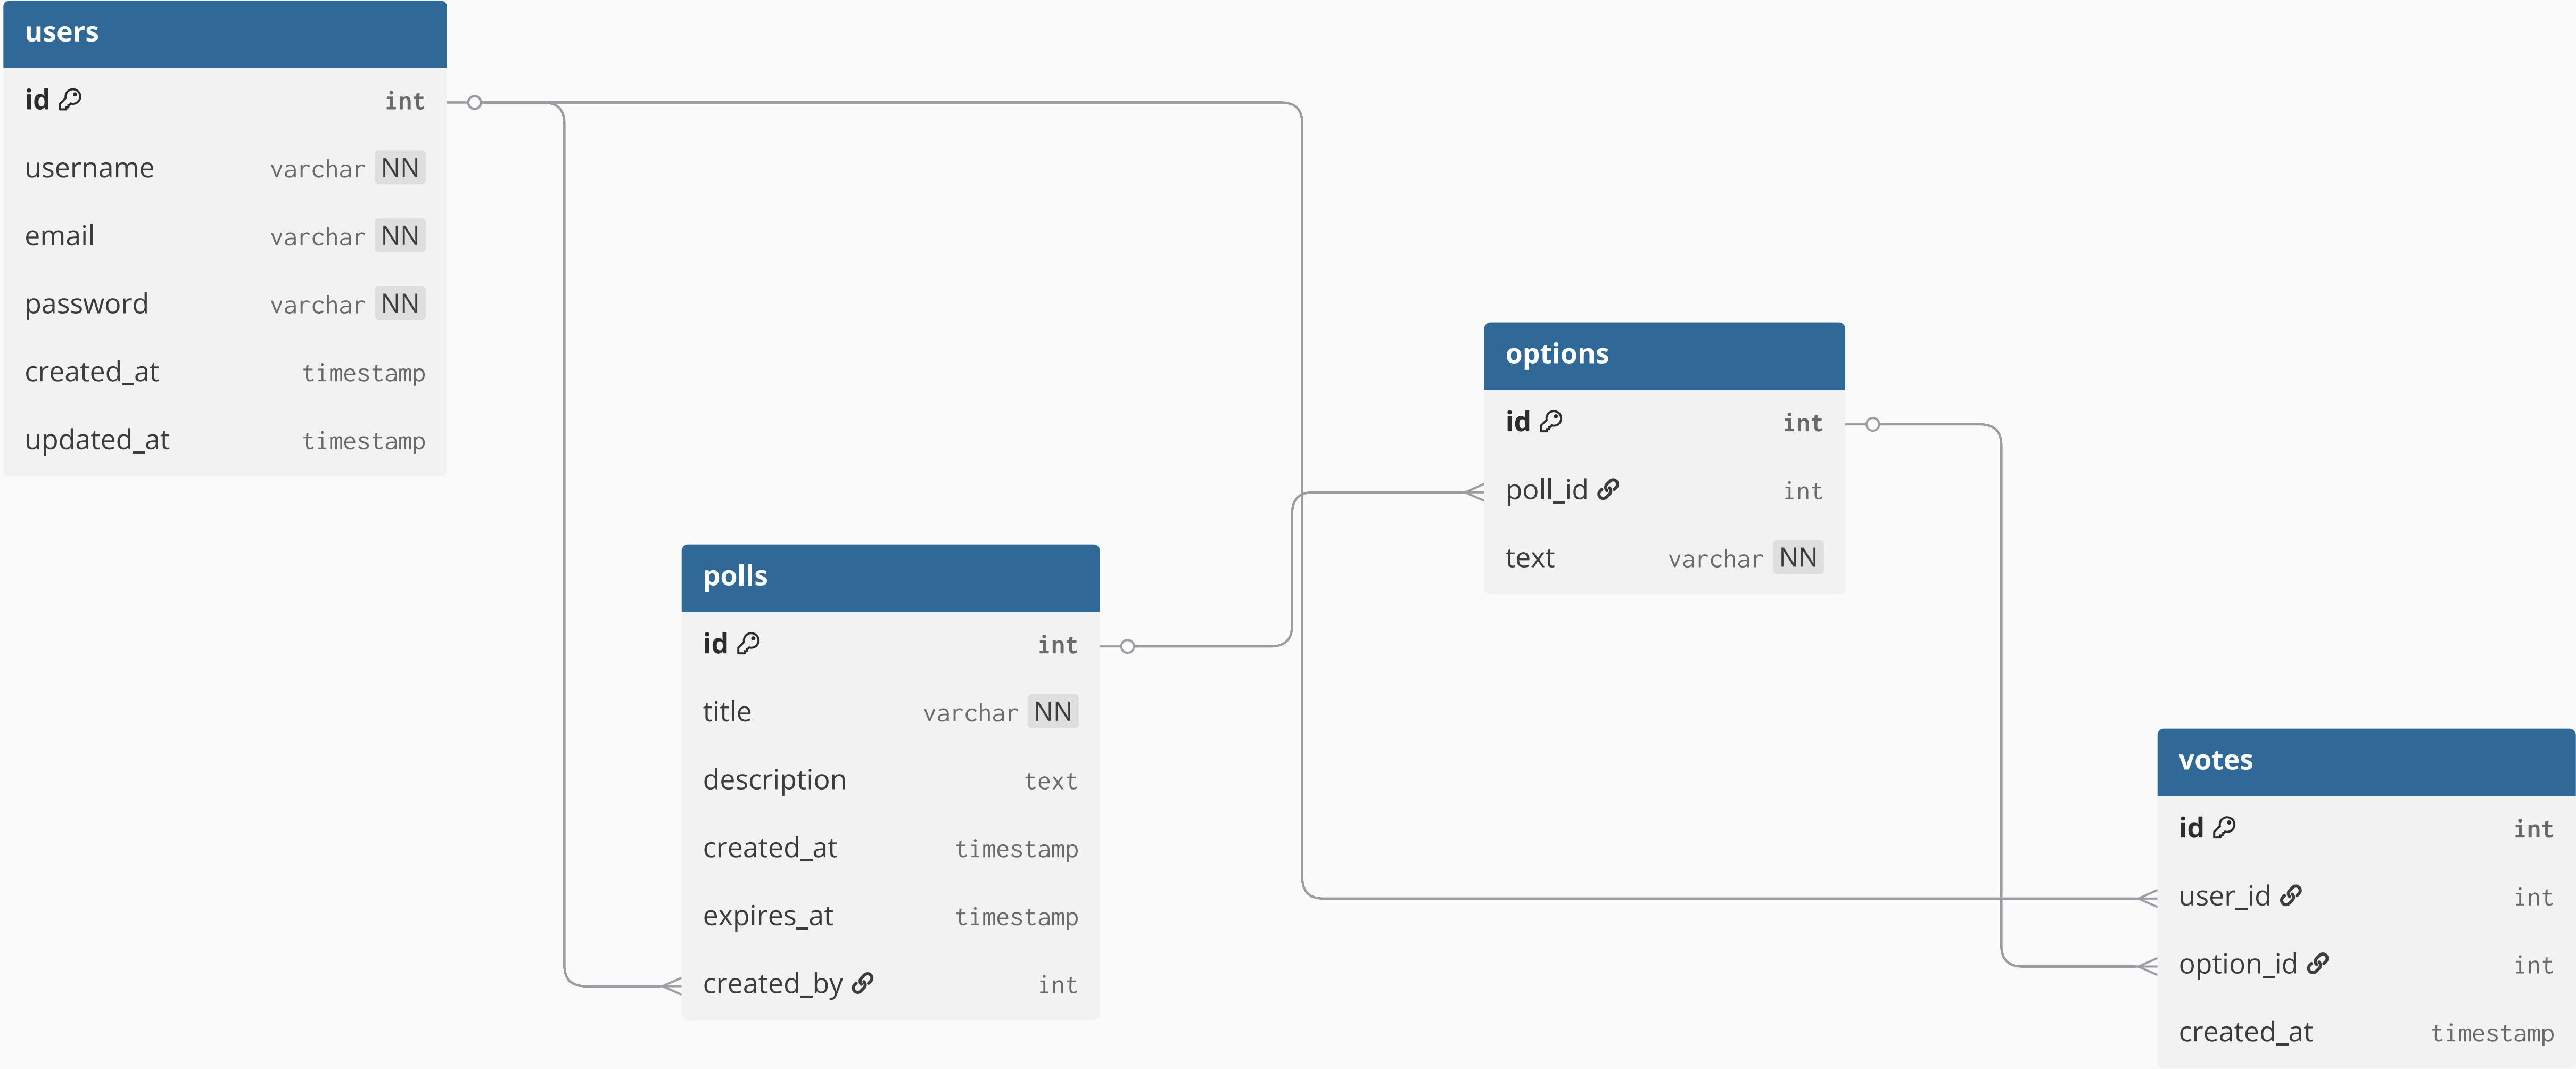 users
id int
username varchar NN
email varchar NN
password varchar NN
created_at timestamp
updated_at timestamp
options
id int
poll_id int
text varchar NN
polls
id int
title varchar NN
description text
created_at timestamp
expires_at timestamp
created_by int
votes
id int
user_id int
option_id int
created_at timestamp